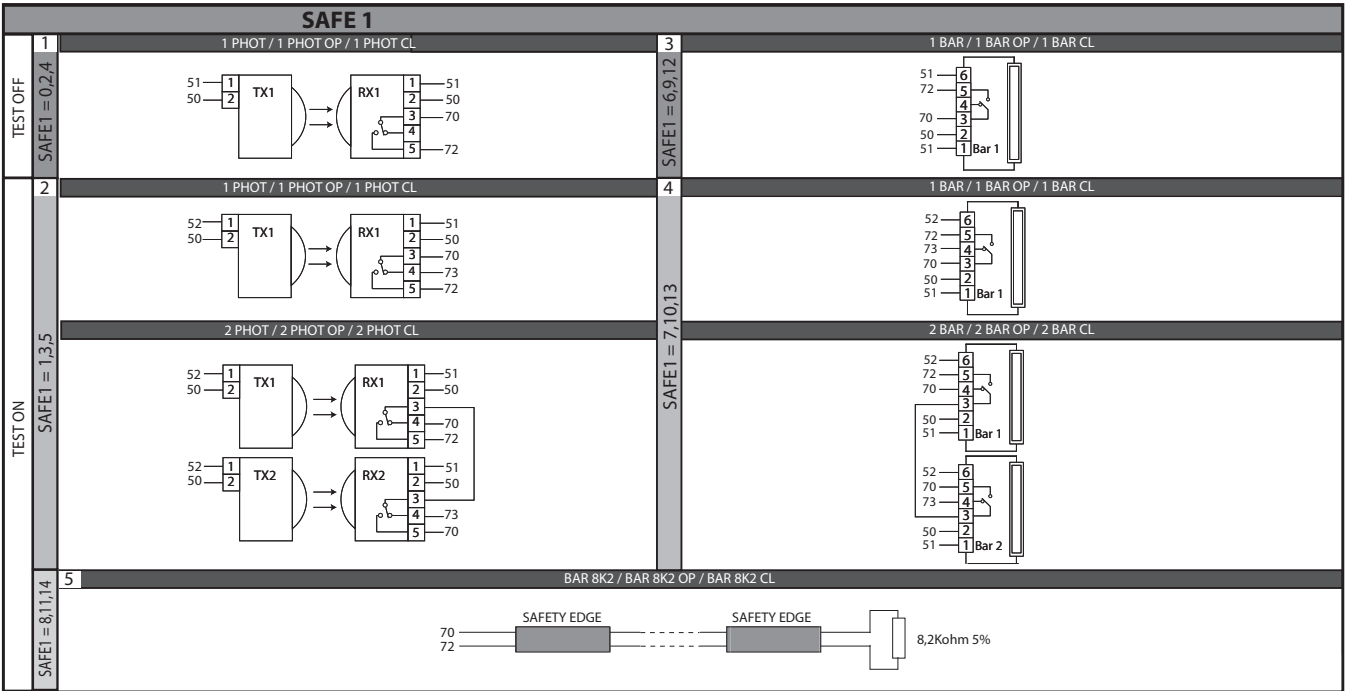 SAFE 1
TEST OFF
SAFE1 = 0,2,4
1
1 PHOT / 1 PHOT OP / 1 PHOT CL
51 1 TX1 RX1 1 51
50 2 2 50
3 70
4
5 72
SAFE1 = 6,9,12
3
1 BAR / 1 BAR OP / 1 BAR CL
51 6
72 5
4
70 3
50 2
51 1 Bar 1
TEST ON
SAFE1 = 1,3,5
2
1 PHOT / 1 PHOT OP / 1 PHOT CL
52 1 TX1 RX1 1 51
50 2 2 50
3 70
4 73
5 72
2 PHOT / 2 PHOT OP / 2 PHOT CL
52 1 TX1 RX1 1 51
50 2 2 50
3
4 70
5 72
52 1 TX2 RX2 1 51
50 2 2 50
3
4 73
5 70
SAFE1 = 7,10,13
4
1 BAR / 1 BAR OP / 1 BAR CL
52 6
72 5
73 4
70 3
50 2
51 1 Bar 1
2 BAR / 2 BAR OP / 2 BAR CL
52 6
72 5
70 4
3
50 2
51 1 Bar 1
52 6
70 5
73 4
3
50 2
51 1 Bar 2
SAFE1 = 8,11,14
5
BAR 8K2 / BAR 8K2 OP / BAR 8K2 CL
SAFETY EDGE SAFETY EDGE
70
72
8,2Kohm 5%